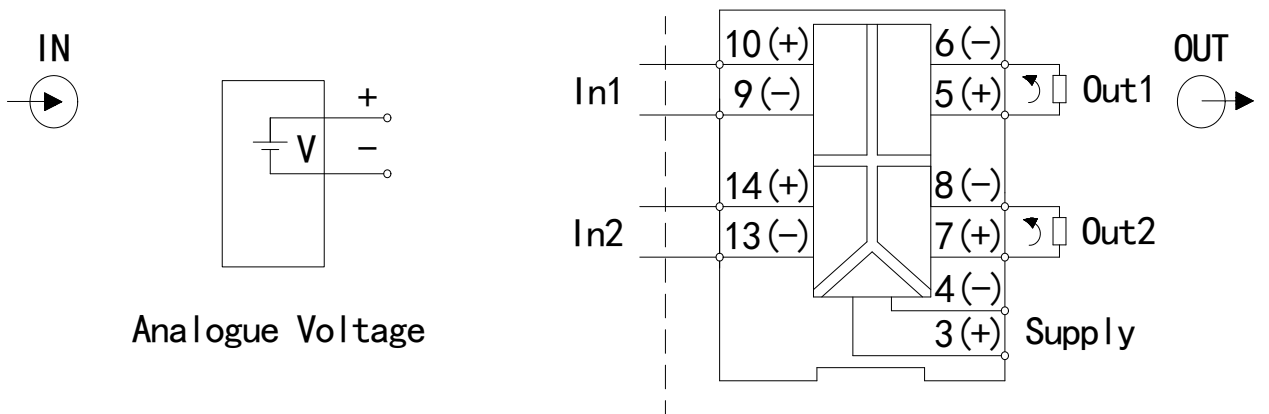 IN
+
V
−
Analogue Voltage
In1
10(+)
9(−)
In2
14(+)
13(−)
6(−)
5(+)
Out1
8(−)
7(+)
Out2
4(−)
3(+)
Supply
OUT